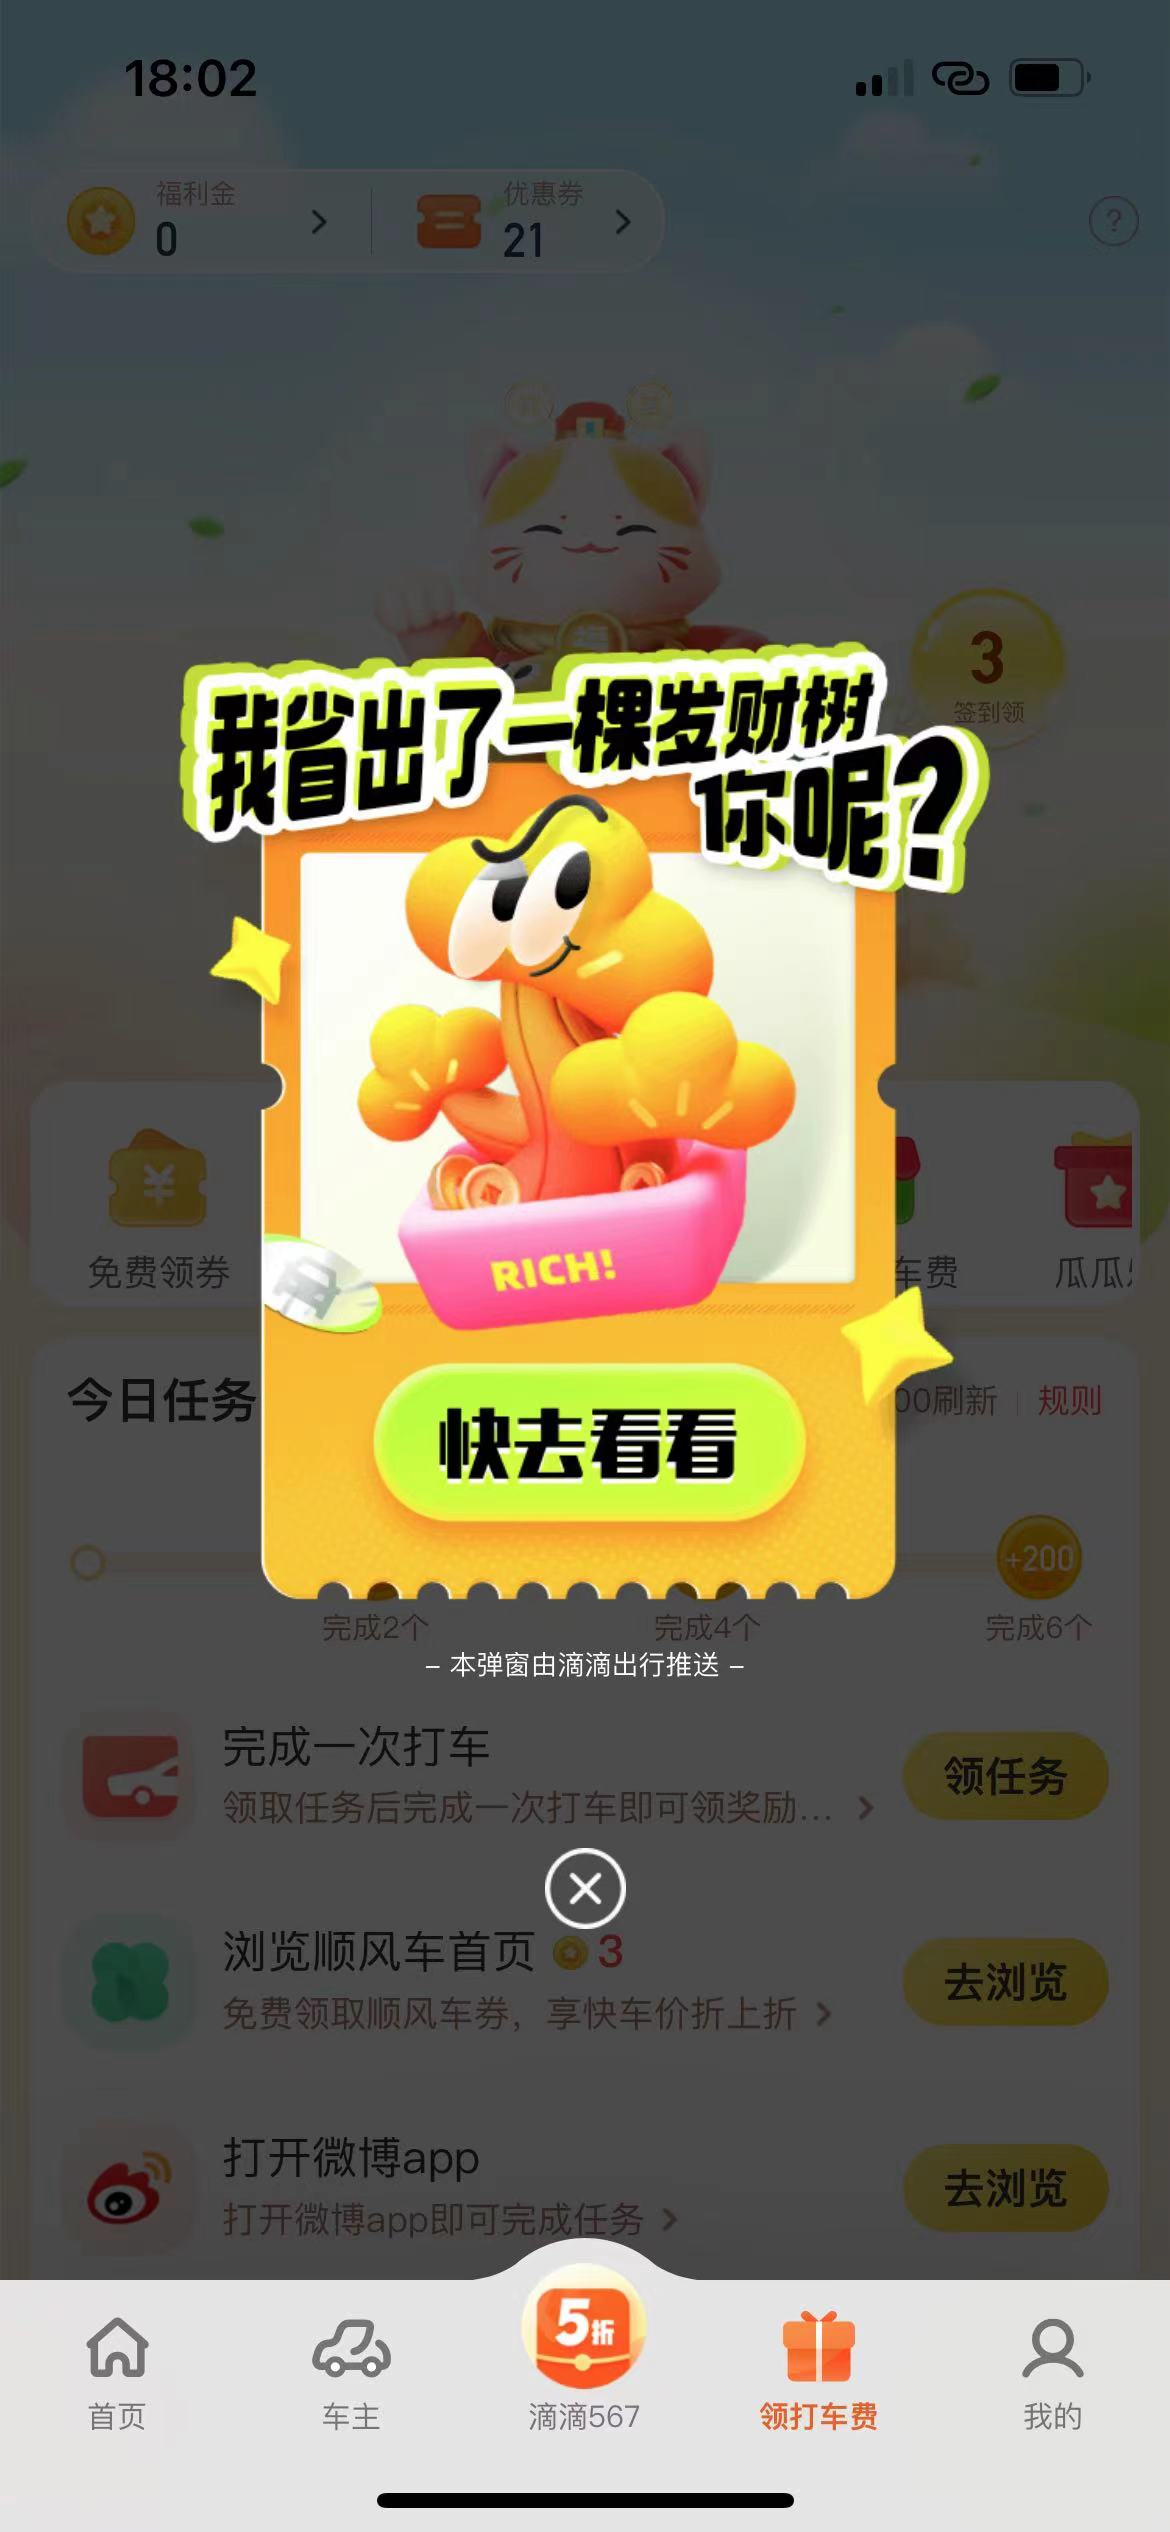 18:02
福利金
0
优惠券
21
?
3
签到领
我省出了一棵发财树
你呢?
RICH!
免费领券
车费
快去看看
今日任务
00刷新
规则
+200
完成2个
完成4个
完成6个
– 本弹窗由滴滴出行推送 –
完成一次打车
领取任务后完成一次打车即可领奖励...
领任务
浏览顺风车首页 3
免费领取顺风车券，享快车价折上折
去浏览
打开微博app
打开微博app即可完成任务
去浏览
5折
首页
车主
滴滴567
领打车费
我的